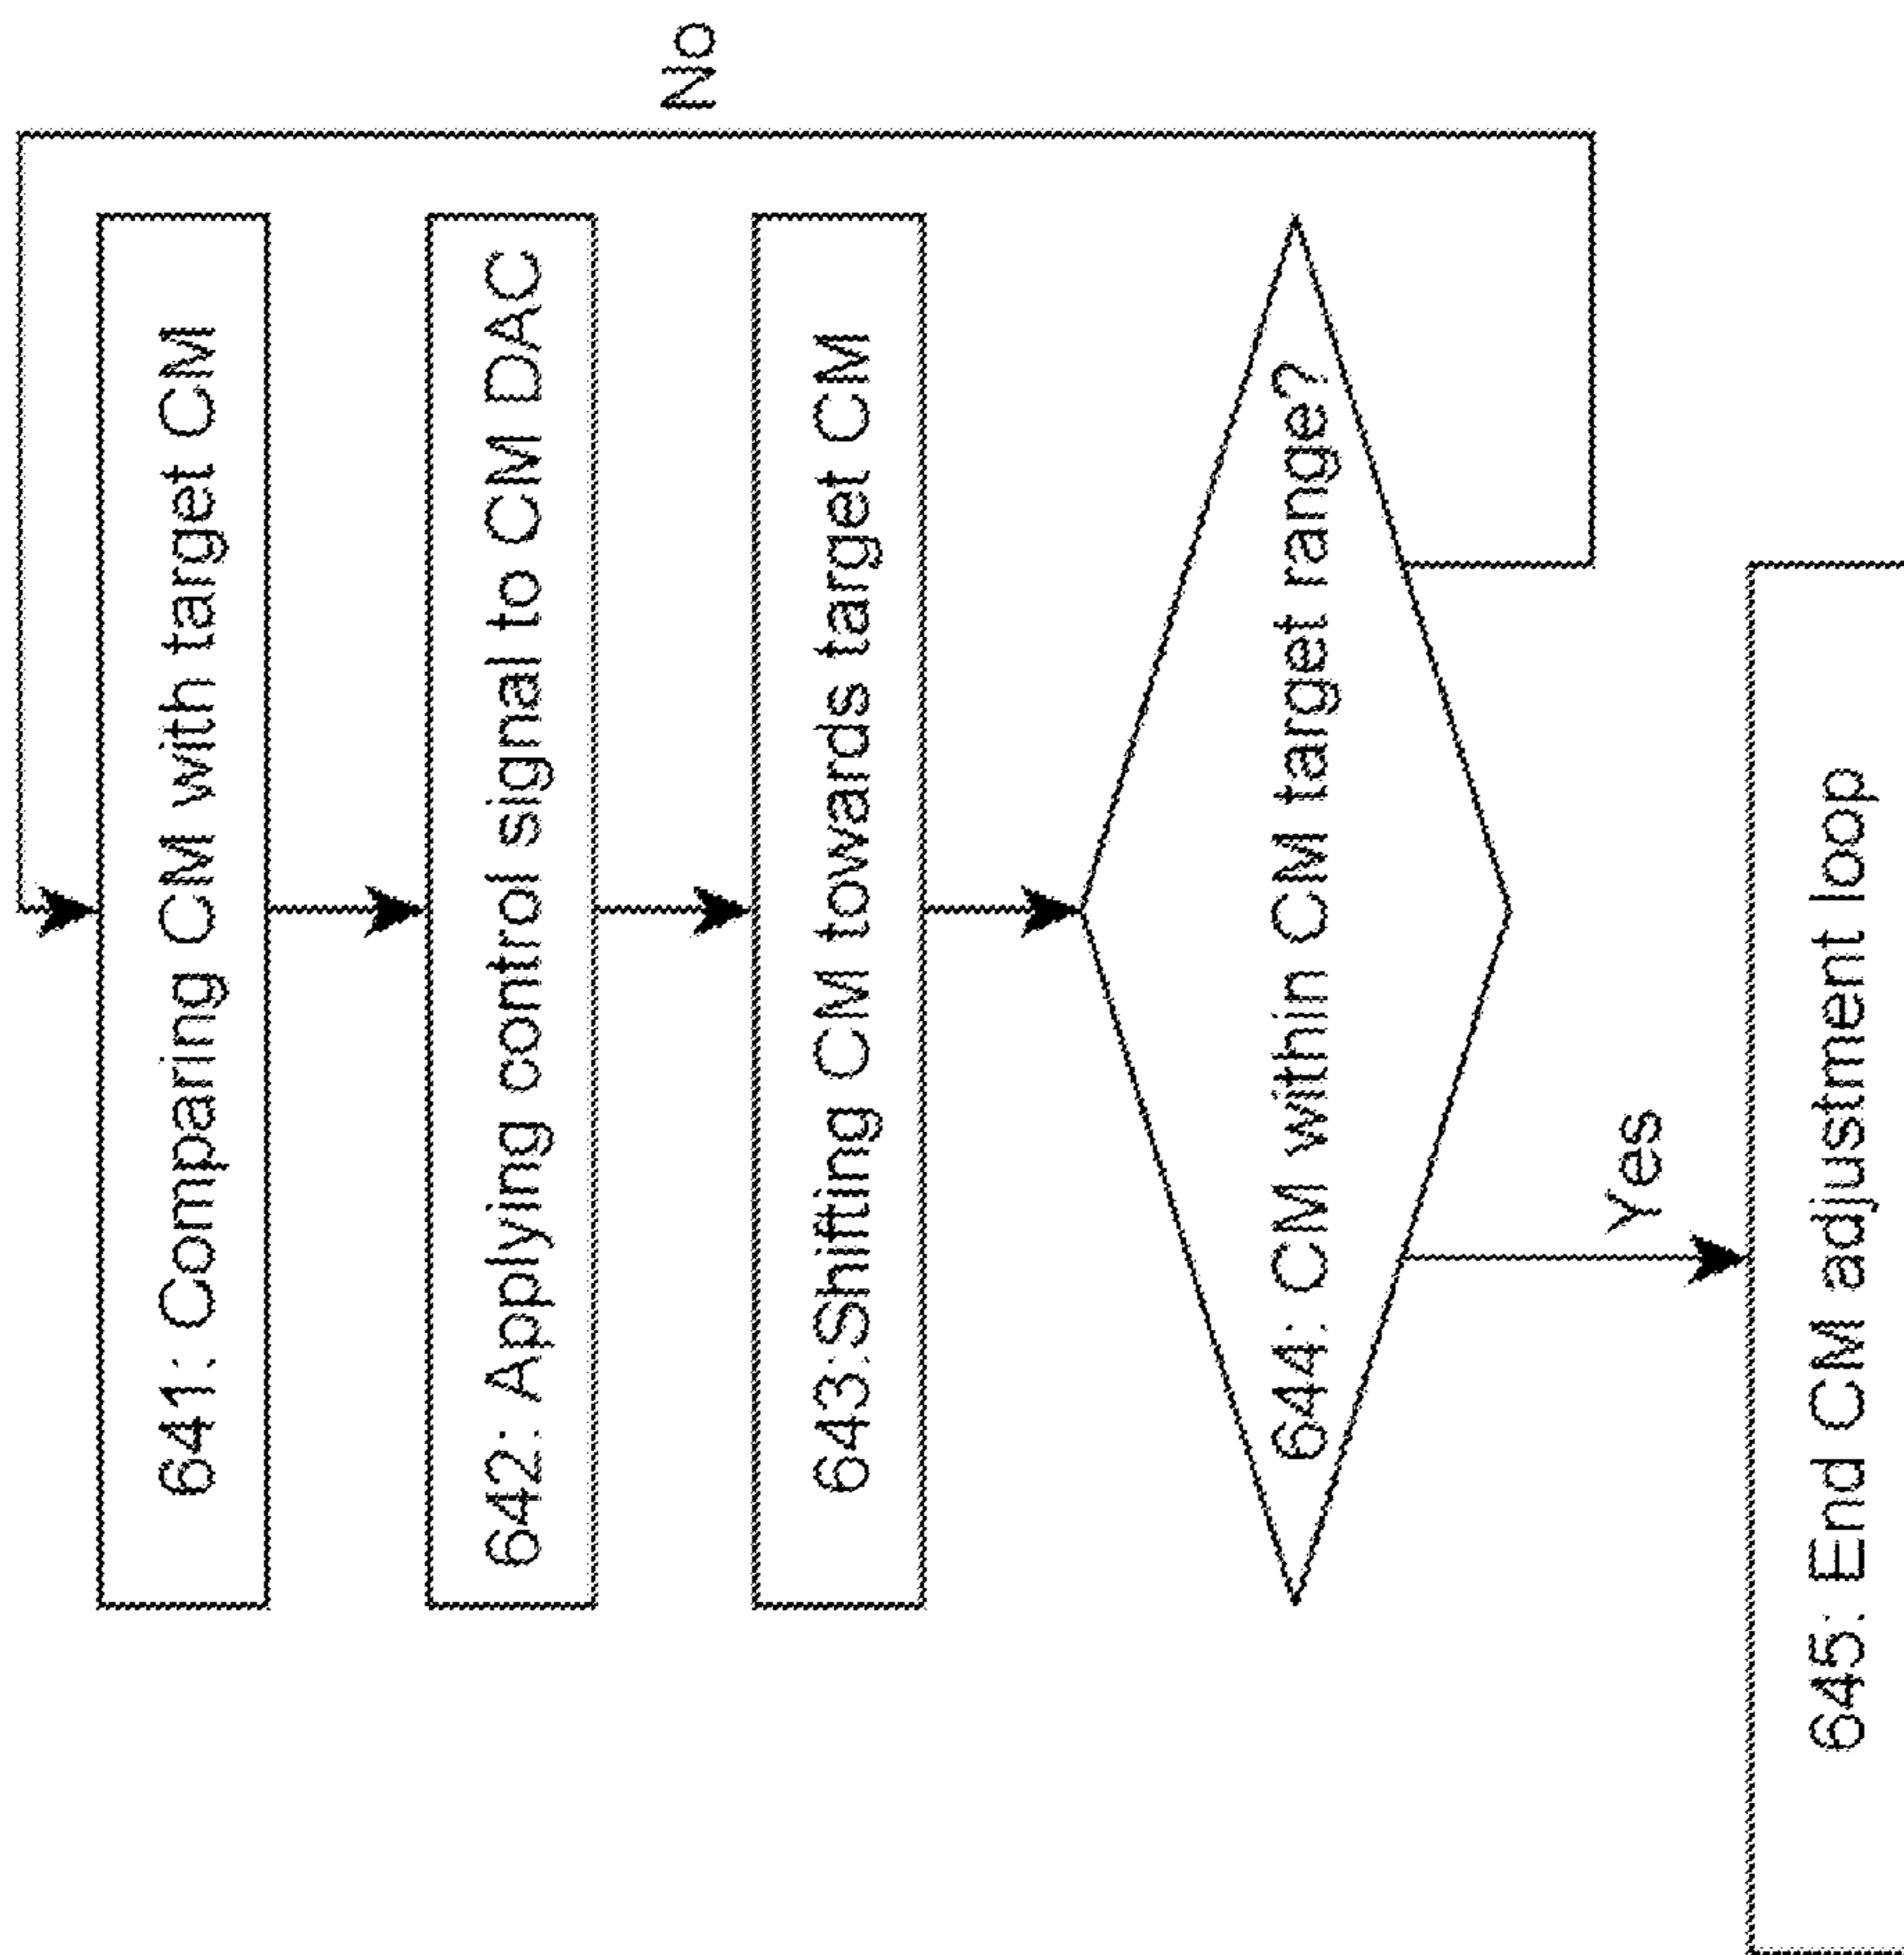 641: Comparing CM with target CM
642: Applying control signal to CM DAC
643:Shifting CM towards target CM
644: CM within CM target range?
No
Yes
645: End CM adjustment loop